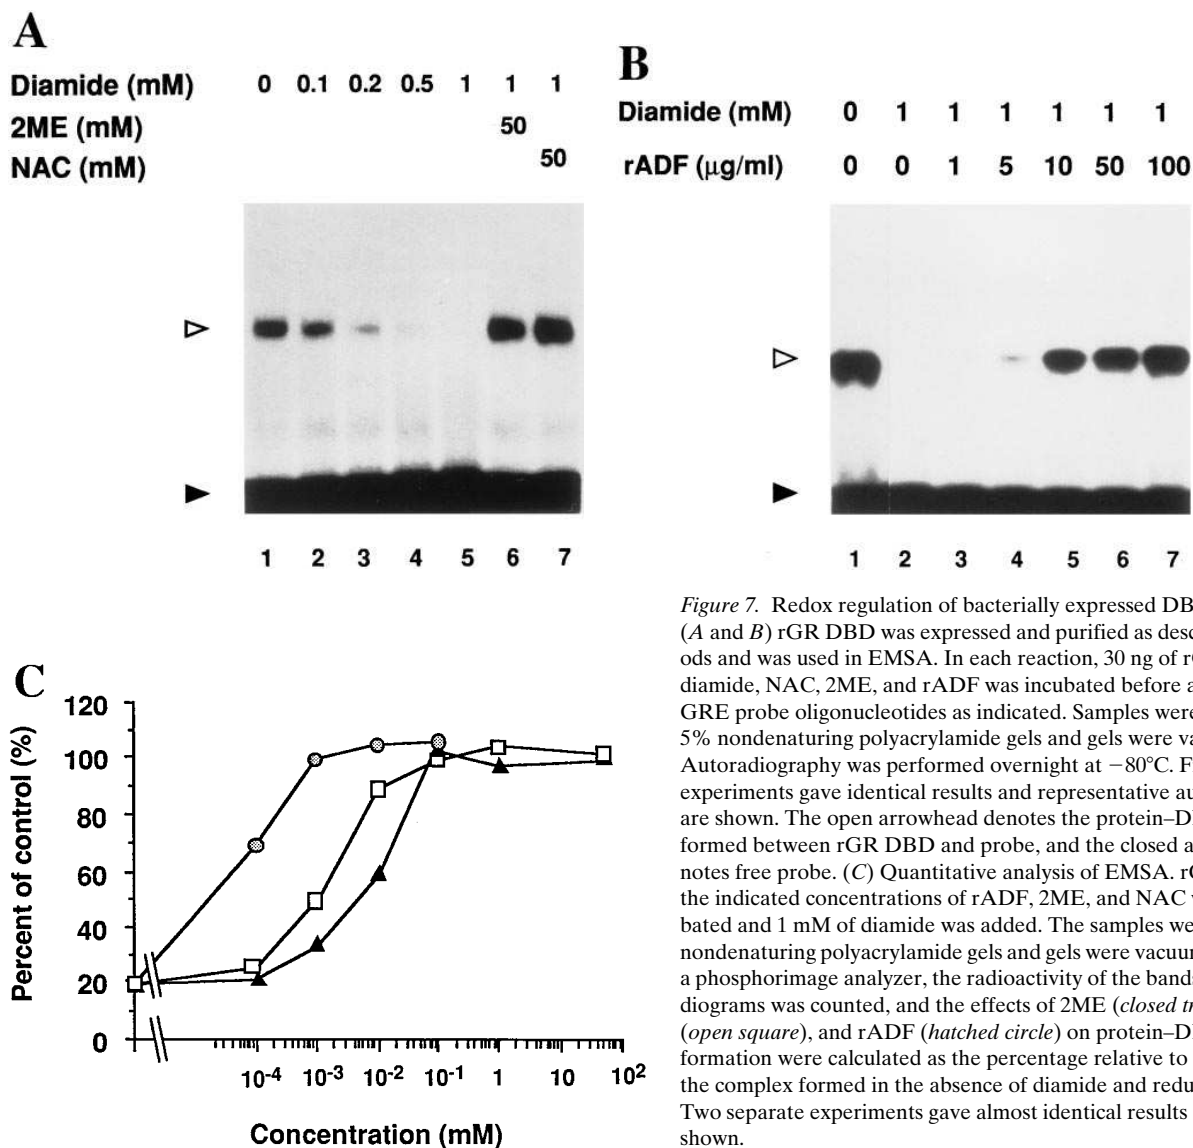 A
Diamide (mM) 0 0.1 0.2 0.5 1 1 1
2ME (mM) 50
NAC (mM) 50
1 2 3 4 5 6 7
B
Diamide (mM) 0 1 1 1 1 1 1
rADF (μg/ml) 0 0 1 5 10 50 100
1 2 3 4 5 6 7
C
Percent of control (%)
120
100
80
60
40
20
0
10-4 10-3 10-2 10-1 1 10 102
Concentration (mM)
Figure 7. Redox regulation of bacterially expressed DB
(A and B) rGR DBD was expressed and purified as desc
ods and was used in EMSA. In each reaction, 30 ng of rG
diamide, NAC, 2ME, and rADF was incubated before a
GRE probe oligonucleotides as indicated. Samples were
5% nondenaturing polyacrylamide gels and gels were va
Autoradiography was performed overnight at −80°C. F
experiments gave identical results and representative au
are shown. The open arrowhead denotes the protein–D
formed between rGR DBD and probe, and the closed a
notes free probe. (C) Quantitative analysis of EMSA. rG
the indicated concentrations of rADF, 2ME, and NAC
bated and 1 mM of diamide was added. The samples we
nondenaturing polyacrylamide gels and gels were vacuum
a phosphorimage analyzer, the radioactivity of the bands
diograms was counted, and the effects of 2ME (closed tr
(open square), and rADF (hatched circle) on protein–D
formation were calculated as the percentage relative to
the complex formed in the absence of diamide and redu
Two separate experiments gave almost identical results
shown.